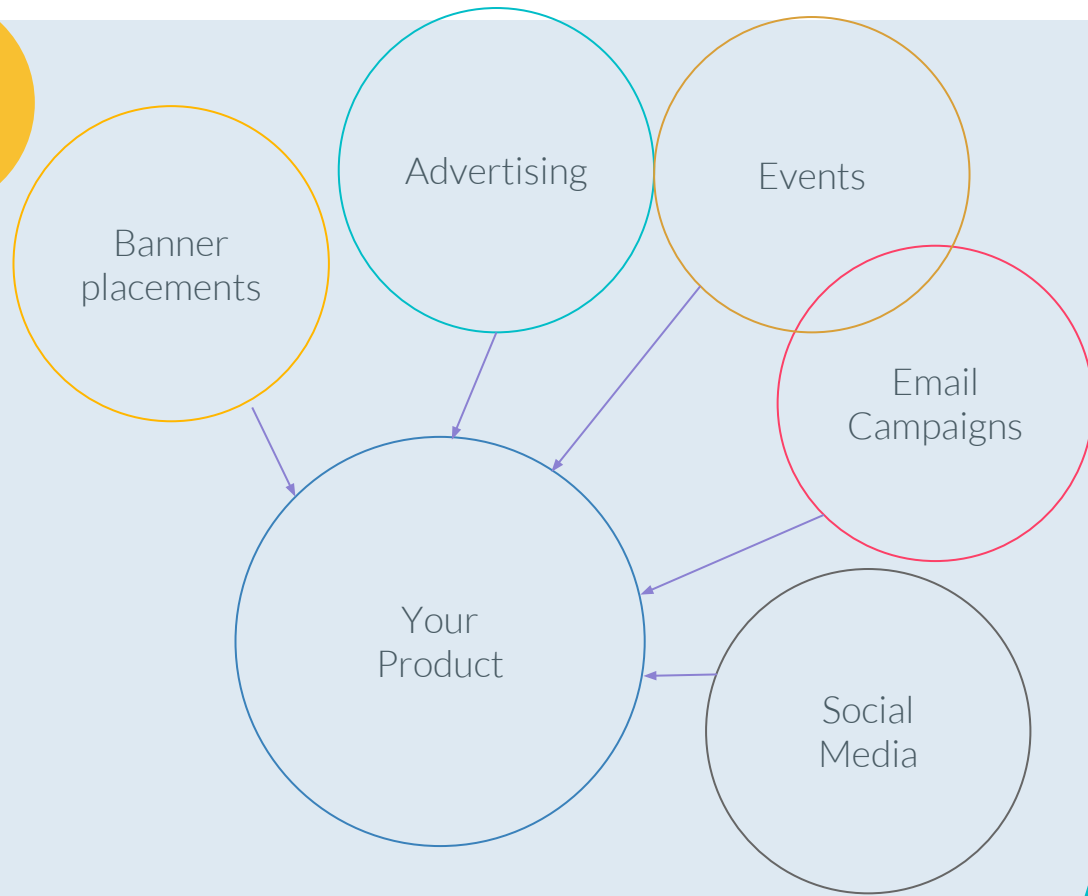 Advertising
Events
Banner
placements
Email
Campaigns
Your
Product
Social
Media